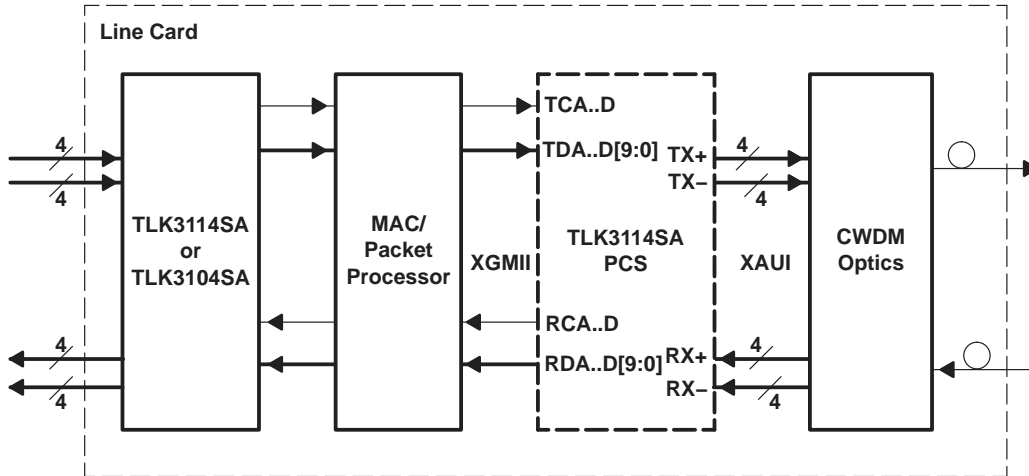 Line Card
TCA..D
4
TDA..D[9:0]
TX+
4
TX−
4
4
TLK3114SA
or
TLK3104SA
MAC/
Packet
Processor
XGMII
TLK3114SA
PCS
XAUI
CWDM
Optics
RCA..D
4
RDA..D[9:0]
RX+
4
RX−
4
4